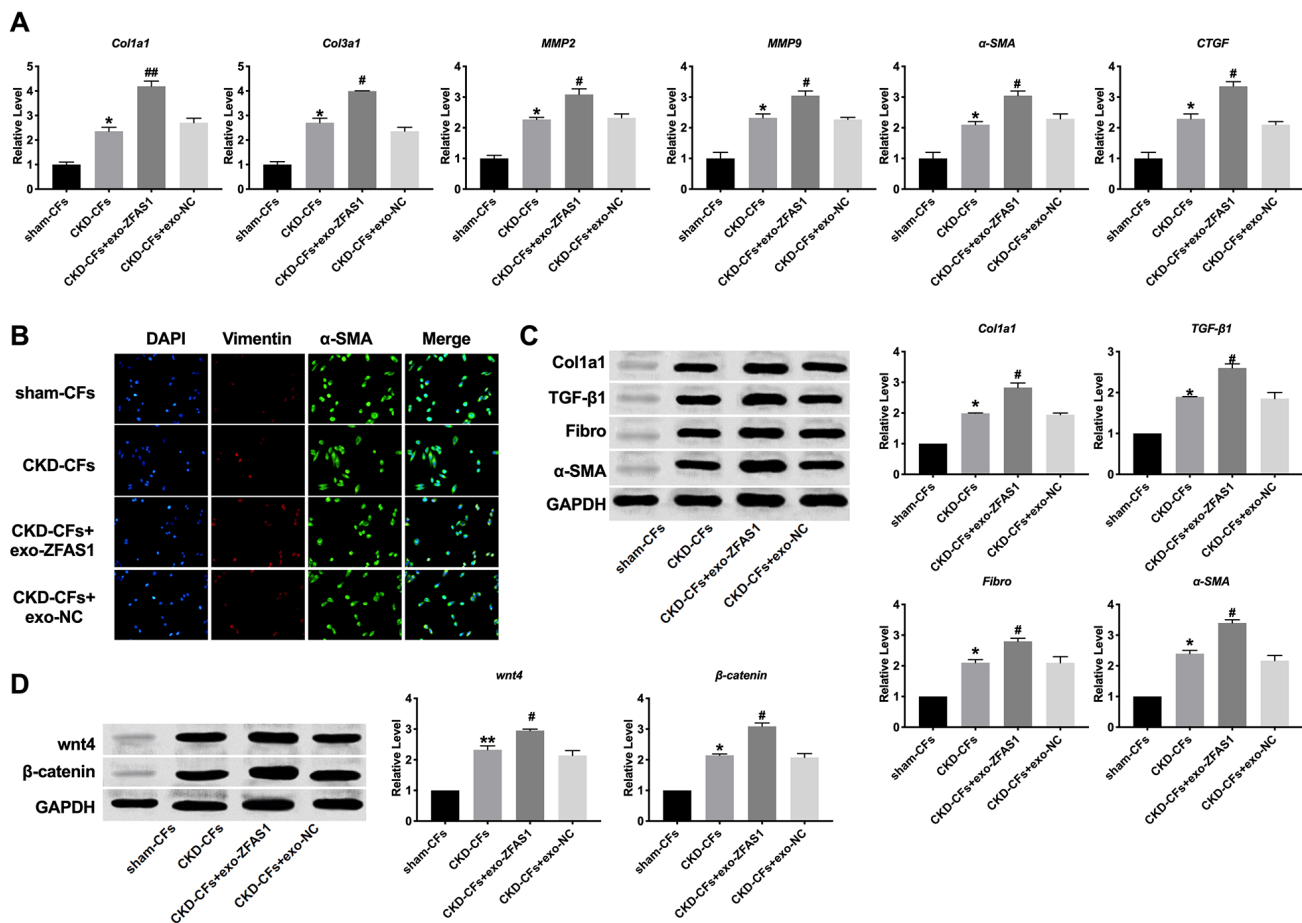 A
Col1a1
Relative Level
5
4
3
2
1
0
*
##
sham-CFs
CKD-CFs
CKD-CFs+exo-ZFAS1
CKD-CFs+exo-NC
Col3a1
Relative Level
5
4
3
2
1
0
*
#
sham-CFs
CKD-CFs
CKD-CFs+exo-ZFAS1
CKD-CFs+exo-NC
MMP2
Relative Level
4
3
2
1
0
*
#
sham-CFs
CKD-CFs
CKD-CFs+exo-ZFAS1
CKD-CFs+exo-NC
MMP9
Relative Level
4
3
2
1
0
*
#
sham-CFs
CKD-CFs
CKD-CFs+exo-ZFAS1
CKD-CFs+exo-NC
α-SMA
Relative Level
4
3
2
1
0
*
#
sham-CFs
CKD-CFs
CKD-CFs+exo-ZFAS1
CKD-CFs+exo-NC
CTGF
Relative Level
4
3
2
1
0
*
#
sham-CFs
CKD-CFs
CKD-CFs+exo-ZFAS1
CKD-CFs+exo-NC
B
DAPI Vimentin α-SMA Merge
sham-CFs
CKD-CFs
CKD-CFs+
exo-ZFAS1
CKD-CFs+
exo-NC
C
Col1a1
TGF-β1
Fibro
α-SMA
GAPDH
sham-CFs
CKD-CFs
CKD-CFs+exo-ZFAS1
CKD-CFs+exo-NC
Col1a1
Relative Level
4
3
2
1
0
*
#
sham-CFs
CKD-CFs
CKD-CFs+exo-ZFAS1
CKD-CFs+exo-NC
TGF-β1
Relative Level
3
2
1
0
*
#
sham-CFs
CKD-CFs
CKD-CFs+exo-ZFAS1
CKD-CFs+exo-NC
Fibro
Relative Level
4
3
2
1
0
*
#
sham-CFs
CKD-CFs
CKD-CFs+exo-ZFAS1
CKD-CFs+exo-NC
α-SMA
Relative Level
4
3
2
1
0
*
#
sham-CFs
CKD-CFs
CKD-CFs+exo-ZFAS1
CKD-CFs+exo-NC
D
wnt4
β-catenin
GAPDH
sham-CFs
CKD-CFs
CKD-CFs+exo-ZFAS1
CKD-CFs+exo-NC
wnt4
Relative Level
4
3
2
1
0
**
#
sham-CFs
CKD-CFs
CKD-CFs+exo-ZFAS1
CKD-CFs+exo-NC
β-catenin
Relative Level
4
3
2
1
0
*
#
sham-CFs
CKD-CFs
CKD-CFs+exo-ZFAS1
CKD-CFs+exo-NC